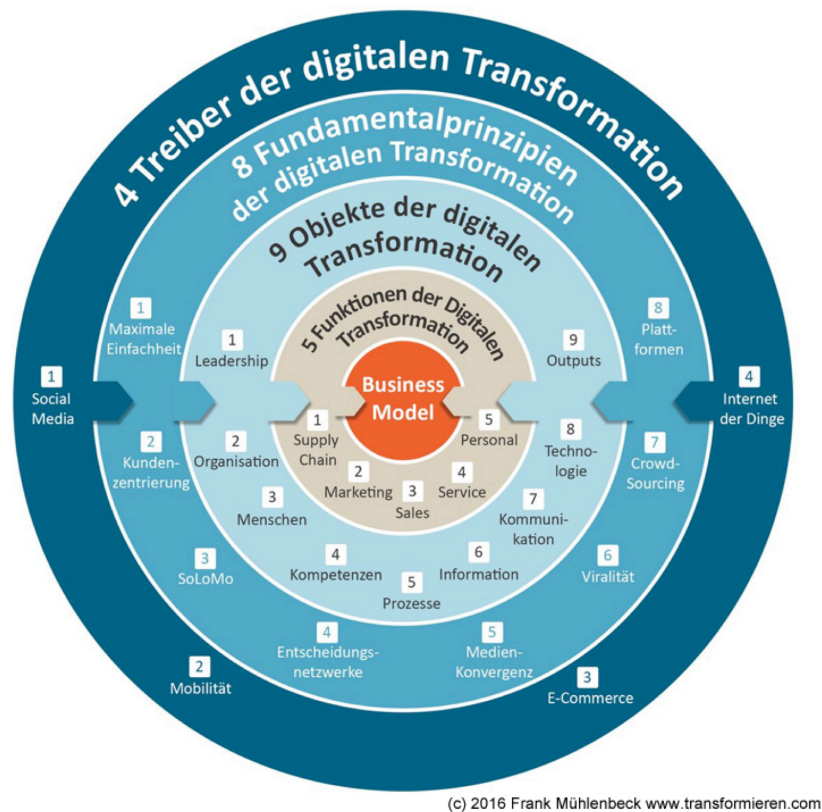 4 Treiber der digitalen Transformation
8 Fundamentalprinzipien
der digitalen Transformation
9 Objekte der digitalen
Transformation
5 Funktionen der Digitalen
Transformation
Business
Model
1
Supply
Chain
2
Marketing
3
Sales
4
Service
5
Personal
1
Leadership
2
Organisation
3
Menschen
4
Kompetenzen
5
Prozesse
6
Information
7
Kommuni-
kation
8
Techno-
logie
9
Outputs
1
Maximale
Einfachheit
2
Kunden-
zentrierung
3
SoLoMo
4
Entscheidungs-
netzwerke
5
Medien-
Konvergenz
6
Viralität
7
Crowd-
Sourcing
8
Platt-
formen
1
Social
Media
2
Mobilität
3
E-Commerce
4
Internet
der Dinge
(c) 2016 Frank Mühlenbeck www.transformieren.com